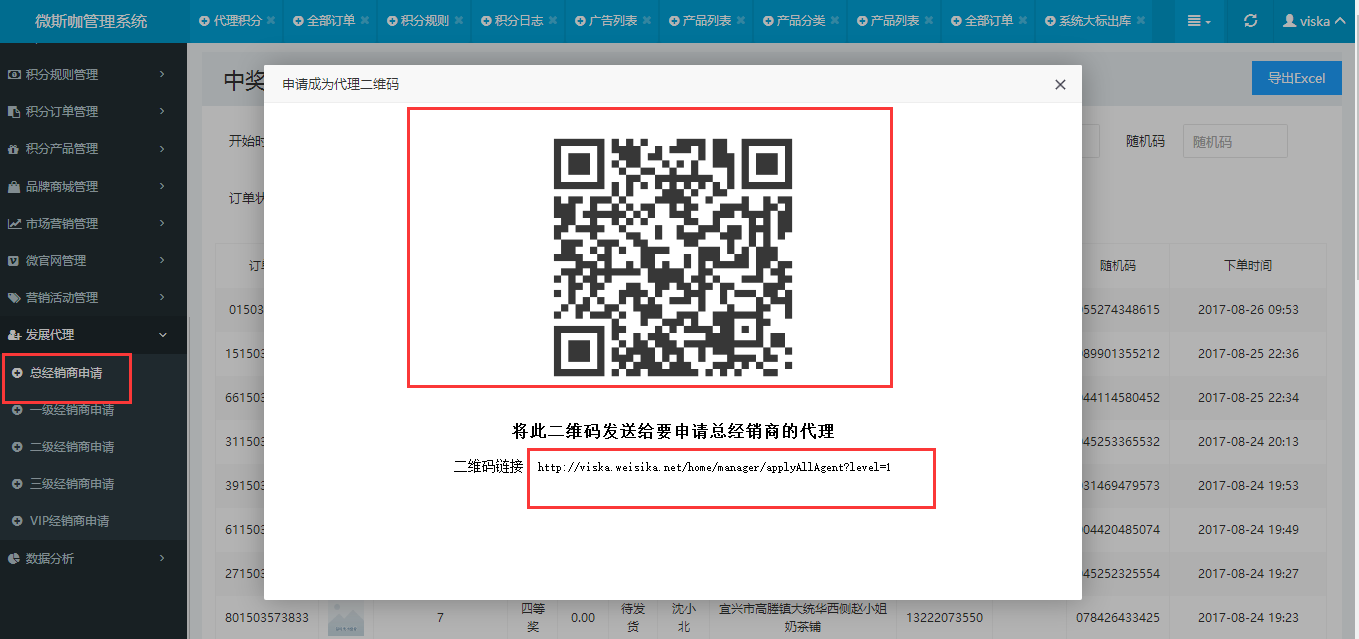 微斯咖管理系统
代理积分 全部订单 积分规则 积分日志 广告列表 产品列表 产品分类 产品列表 全部订单 系统大标出库 viska
积分规则管理
积分订单管理
积分产品管理
品牌商城管理
市场营销管理
微官网管理
营销活动管理
发展代理
总经销商申请
一级经销商申请
二级经销商申请
三级经销商申请
VIP经销商申请
数据分析
中奖
导出Excel
开始时
随机码 随机码
订单状
申请成为代理二维码
将此二维码发送给要申请总经销商的代理
二维码链接 http://viska.weisika.net/home/manager/applyAllAgent?level=1
随机码 下单时间
01503 55274348615 2017-08-26 09:53
15150 89901355212 2017-08-25 22:36
66150 44114580452 2017-08-25 22:34
31150 45253365532 2017-08-24 20:13
39150 31469479573 2017-08-24 19:53
61150 04420485074 2017-08-24 19:49
27150 45252325554 2017-08-24 19:27
801503573833 7 四等奖 0.00 待发货 沈小北 宜兴市高塍镇大统华西侧赵小姐奶茶铺 13222073550 078426433425 2017-08-24 19:23